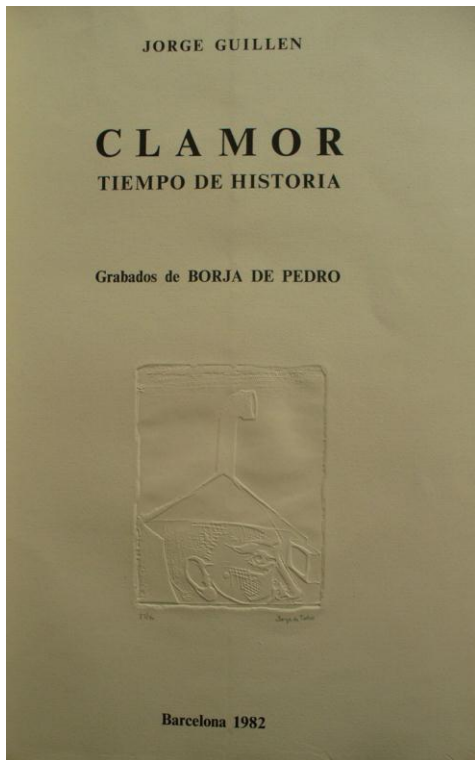 JORGE GUILLEN
CLAMOR
TIEMPO DE HISTORIA
Grabados de BORJA DE PEDRO
Barcelona 1982